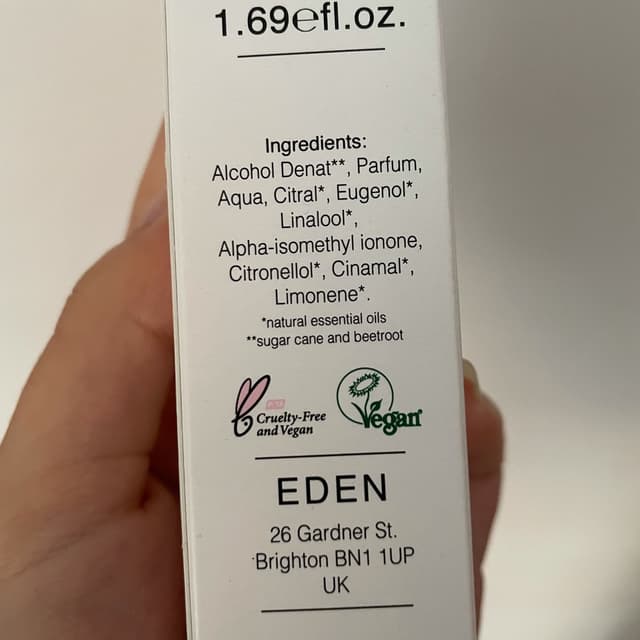 1.69℮fl.oz.
Ingredients:
Alcohol Denat**, Parfum,
Aqua, Citral*, Eugenol*,
Linalool*,
Alpha-isomethyl ionone,
Citronellol*, Cinamal*,
Limonene*.
*natural essential oils
**sugar cane and beetroot
Cruelty-Free
and Vegan
Vegan
EDEN
26 Gardner St.
Brighton BN1 1UP
UK